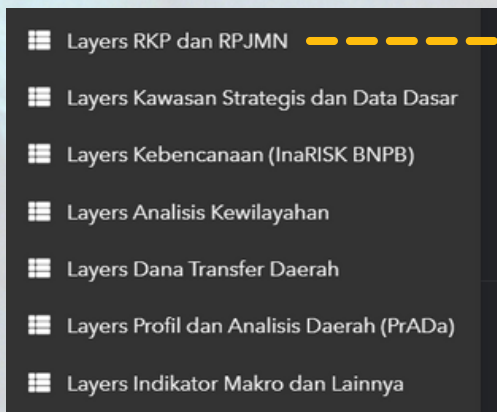 Layers RKP dan RPJMN
Layers Kawasan Strategis dan Data Dasar
Layers Kebencanaan (InaRISK BNPB)
Layers Analisis Kewilayahan
Layers Dana Transfer Daerah
Layers Profil dan Analisis Daerah (PrADa)
Layers Indikator Makro dan Lainnya